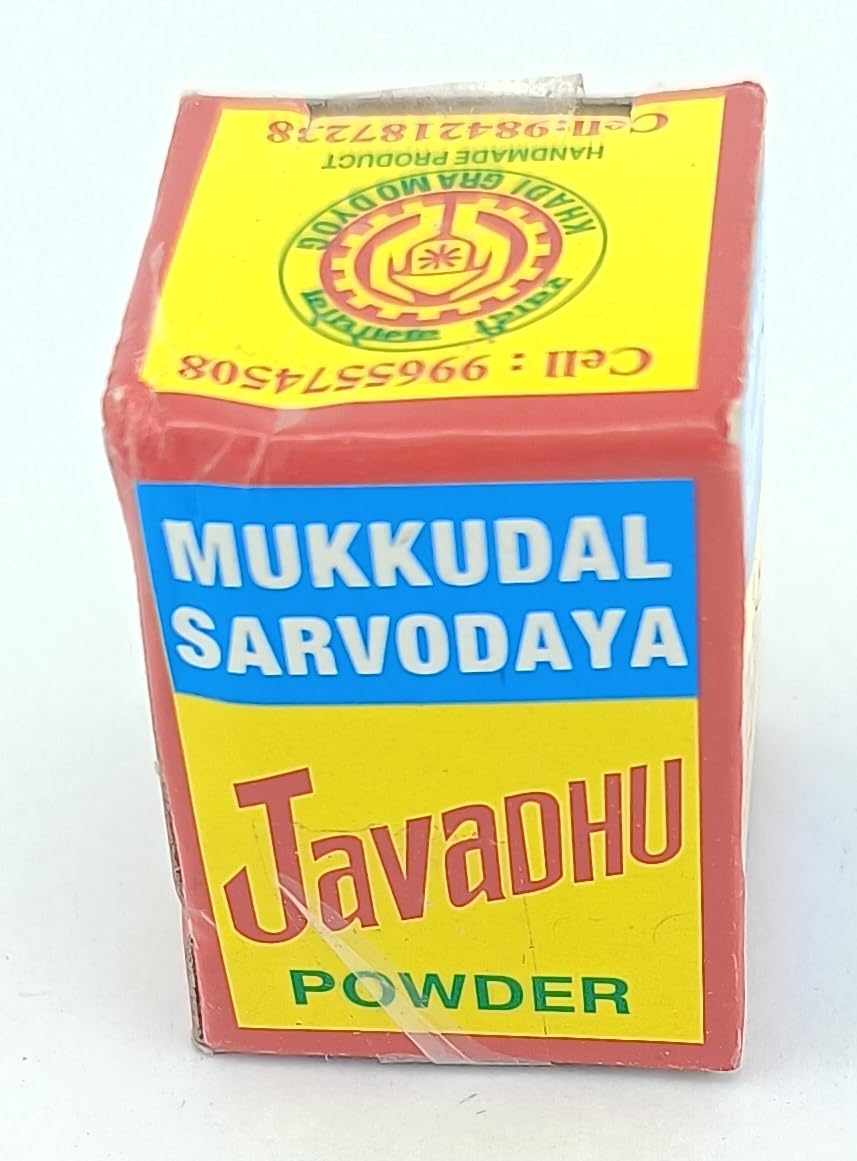 Cell:9842187238
HANDMADE PRODUCT
KHADI GRAMODYOG
खादी ग्रामोद्योग
Cell : 9965574508
MUKKUDAL
SARVODAYA
JavaDHU
POWDER